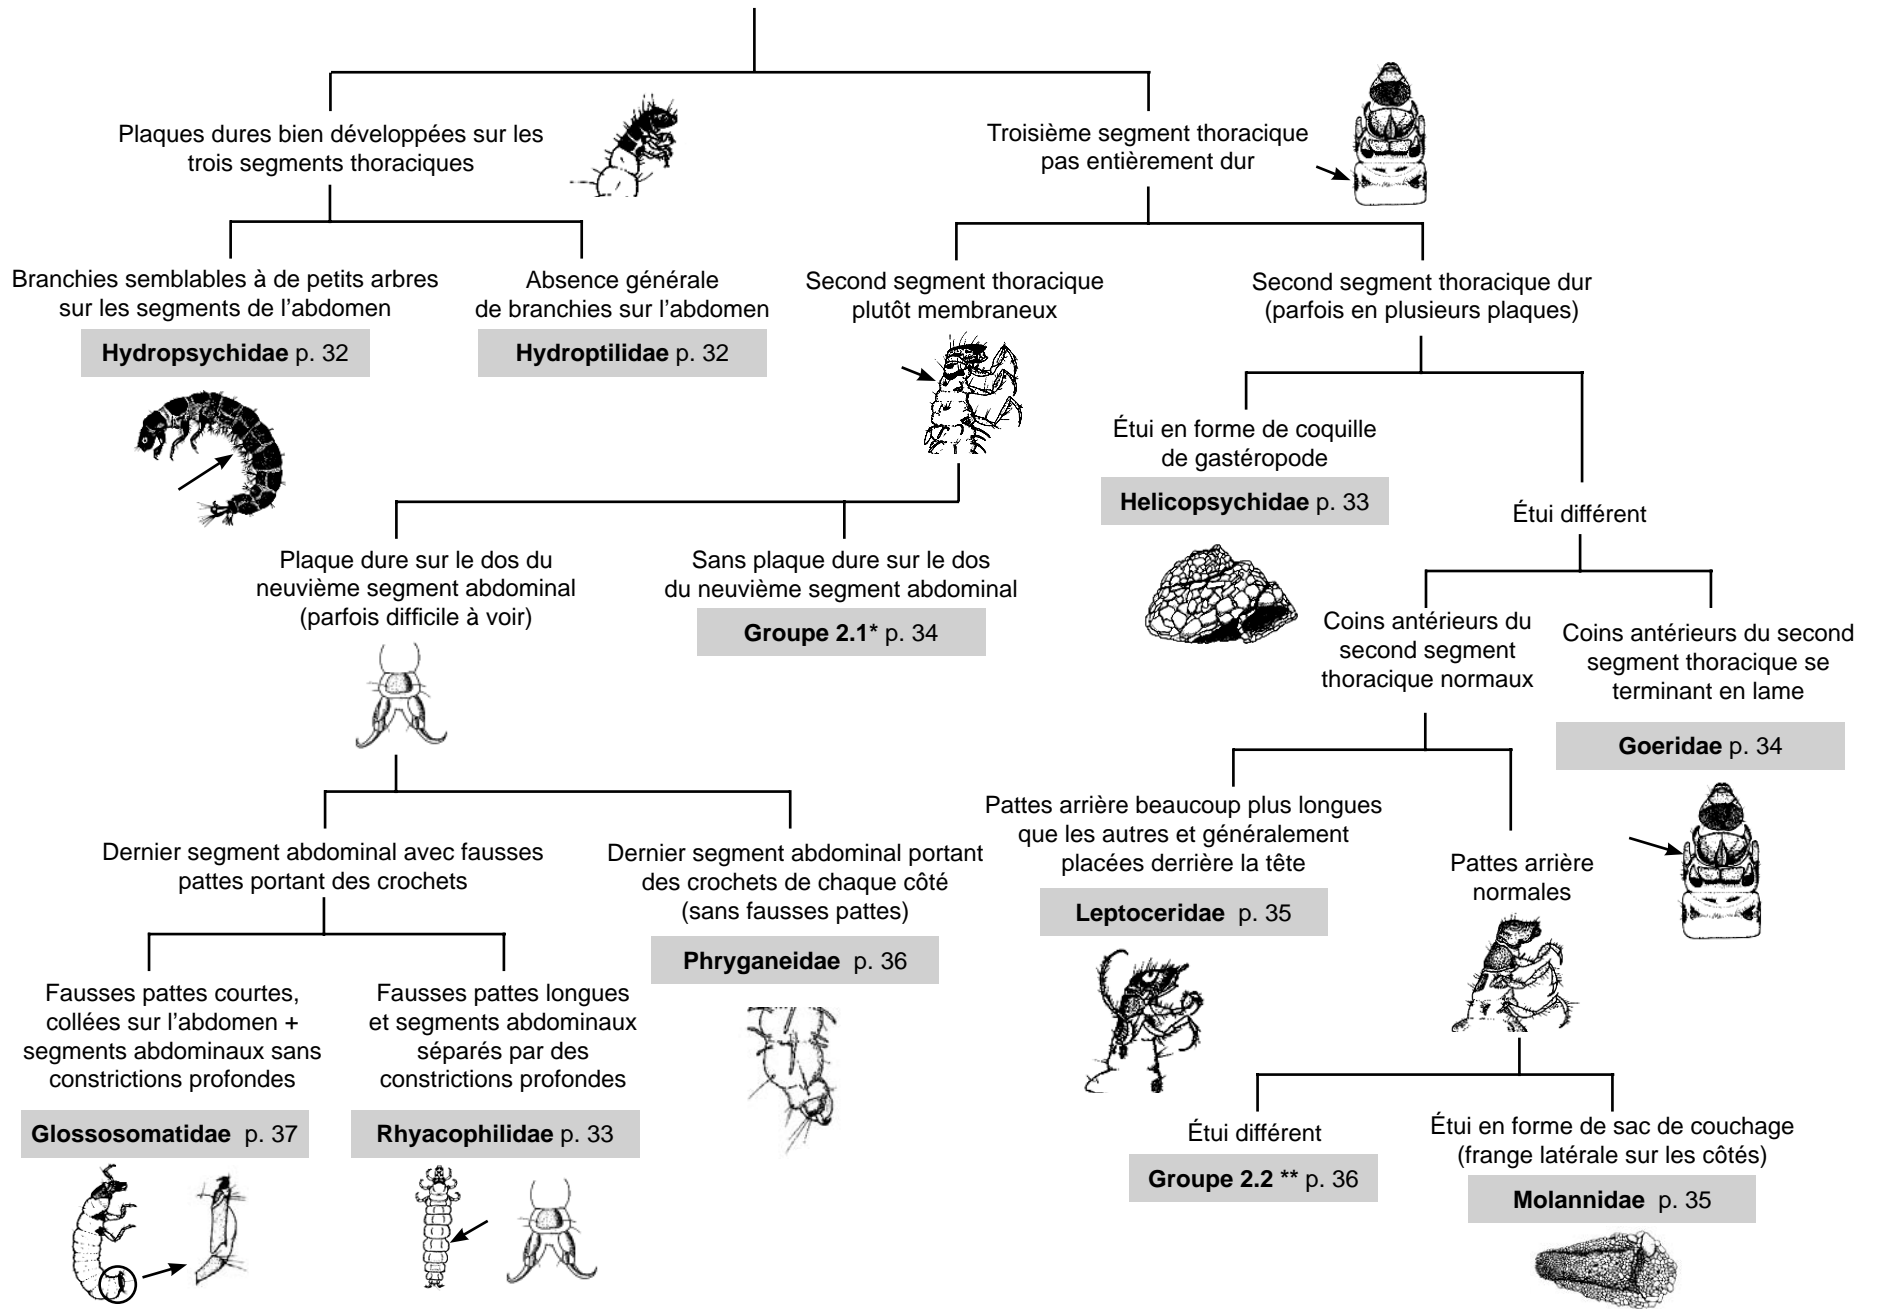 Plaques dures bien développées sur les
trois segments thoraciques
Troisième segment thoracique
pas entièrement dur
Branchies semblables à de petits arbres
sur les segments de l'abdomen
Hydropsychidae p. 32
Absence générale
de branchies sur l'abdomen
Hydroptilidae p. 32
Second segment thoracique
plutôt membraneux
Second segment thoracique dur
(parfois en plusieurs plaques)
Étui en forme de coquille
de gastéropode
Helicopsychidae p. 33
Étui différent
Plaque dure sur le dos du
neuvième segment abdominal
(parfois difficile à voir)
Sans plaque dure sur le dos
du neuvième segment abdominal
Groupe 2.1* p. 34
Coins antérieurs du
second segment
thoracique normaux
Coins antérieurs du second
segment thoracique se
terminant en lame
Goeridae p. 34
Pattes arrière beaucoup plus longues
que les autres et généralement
placées derrière la tête
Leptoceridae p. 35
Pattes arrière
normales
Dernier segment abdominal avec fausses
pattes portant des crochets
Dernier segment abdominal portant
des crochets de chaque côté
(sans fausses pattes)
Phryganeidae p. 36
Fausses pattes courtes,
collées sur l'abdomen +
segments abdominaux sans
constrictions profondes
Glossosomatidae p. 37
Fausses pattes longues
et segments abdominaux
séparés par des
constrictions profondes
Rhyacophilidae p. 33
Étui différent
Groupe 2.2 ** p. 36
Étui en forme de sac de couchage
(frange latérale sur les côtés)
Molannidae p. 35